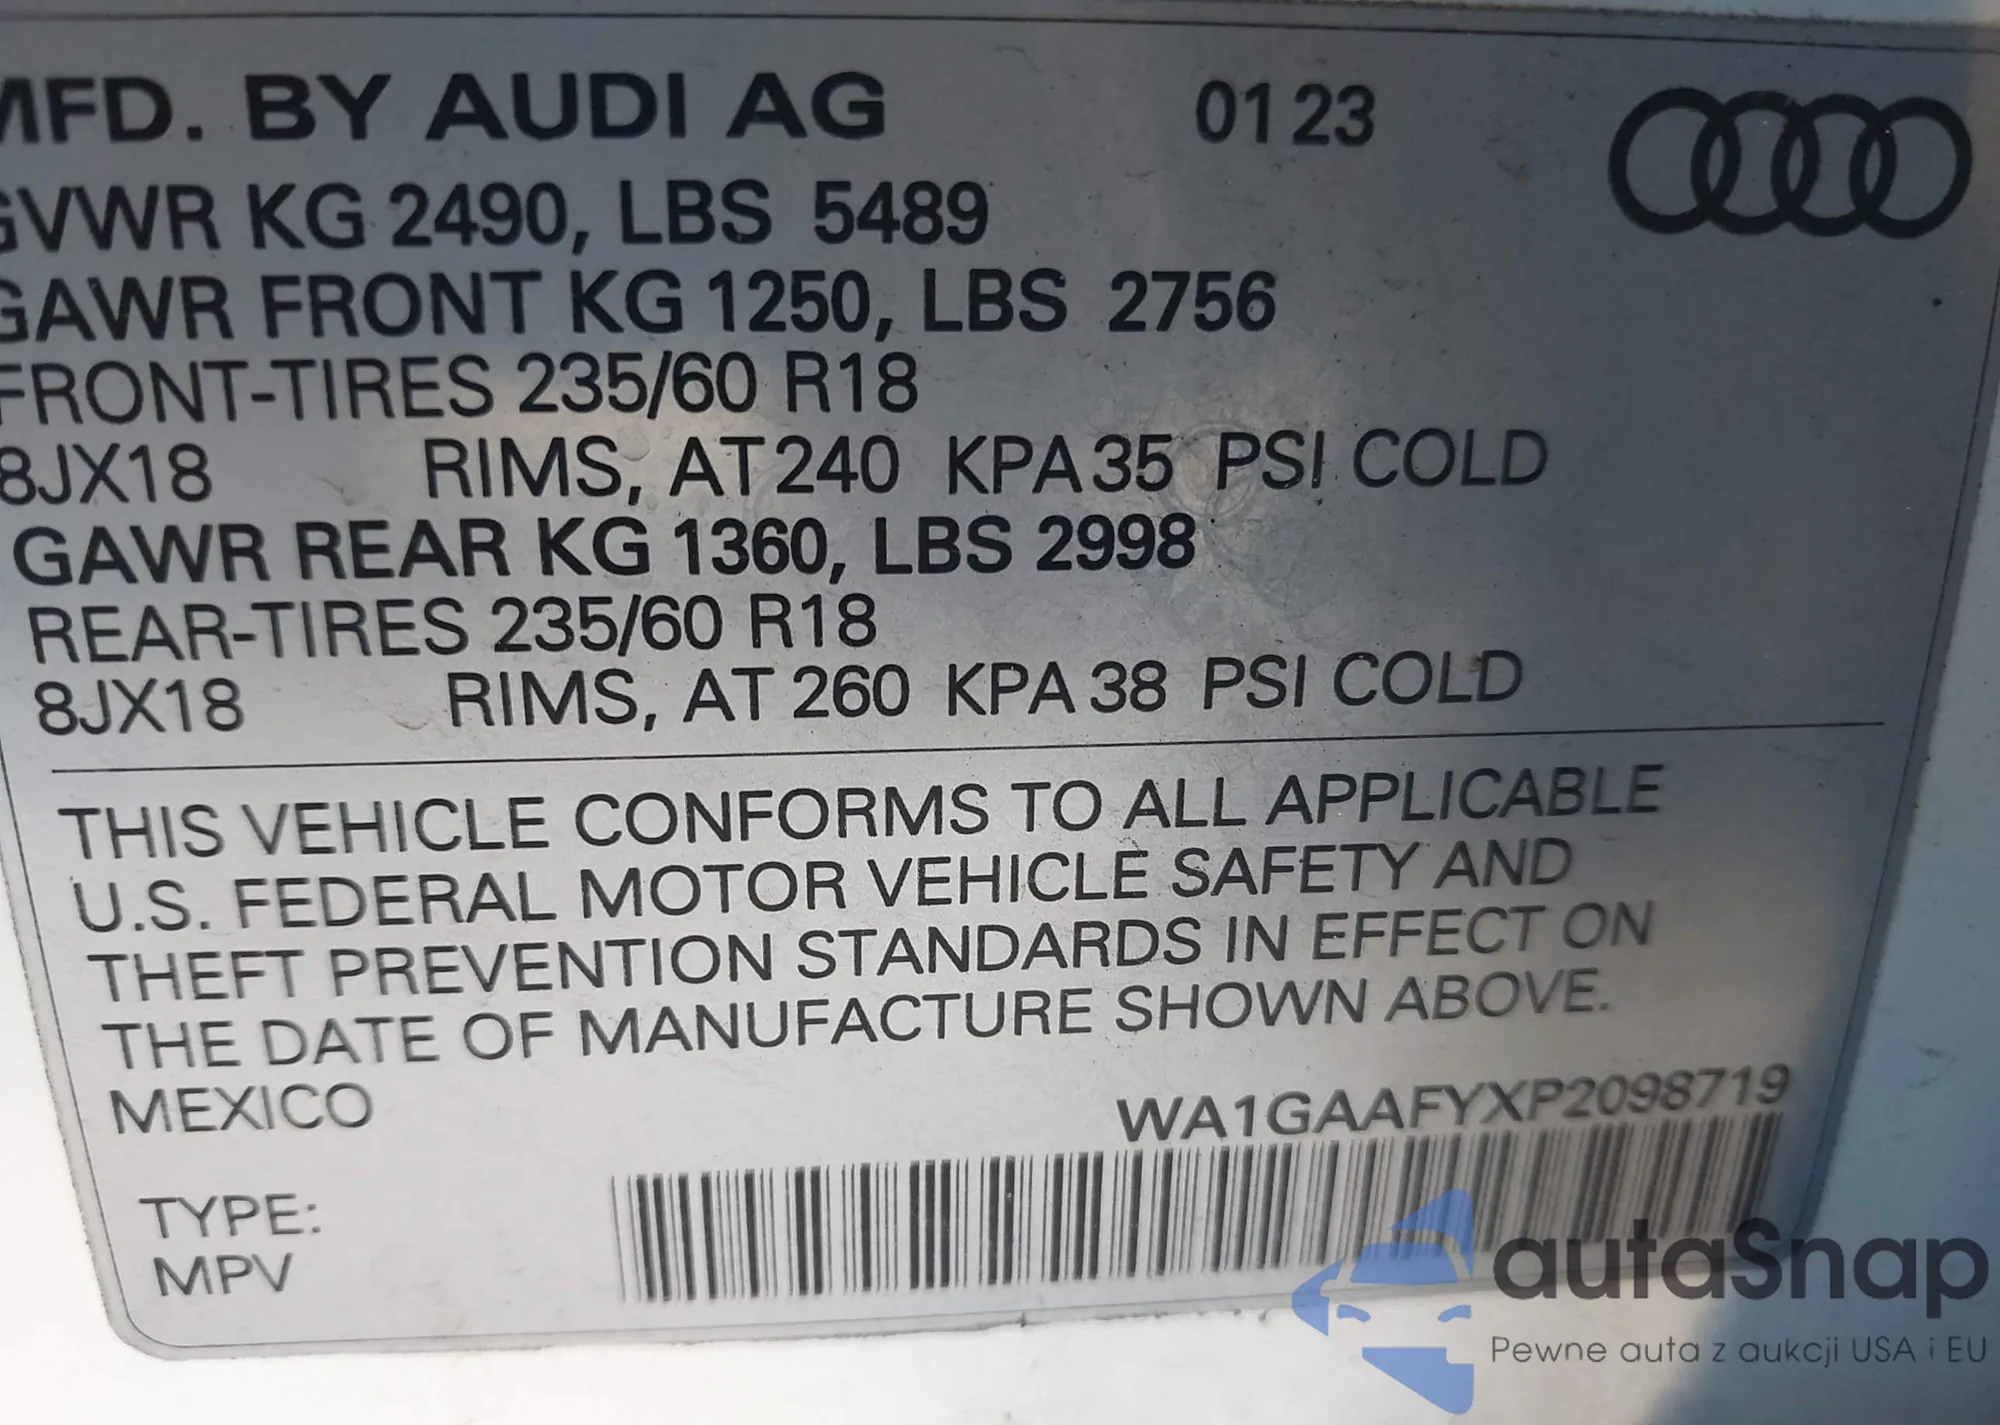 MFD. BY AUDI AG 01 23
GVWR KG 2490, LBS 5489
GAWR FRONT KG 1250, LBS 2756
FRONT-TIRES 235/60 R18
8JX18 RIMS, AT 240 KPA 35 PSI COLD
GAWR REAR KG 1360, LBS 2998
REAR-TIRES 235/60 R18
8JX18 RIMS, AT 260 KPA 38 PSI COLD
THIS VEHICLE CONFORMS TO ALL APPLICABLE
U.S. FEDERAL MOTOR VEHICLE SAFETY AND
THEFT PREVENTION STANDARDS IN EFFECT ON
THE DATE OF MANUFACTURE SHOWN ABOVE.
MEXICO
WA1GAAFYXP2098719
TYPE:
MPV
autaSnap
Pewne auta z aukcji USA i EU